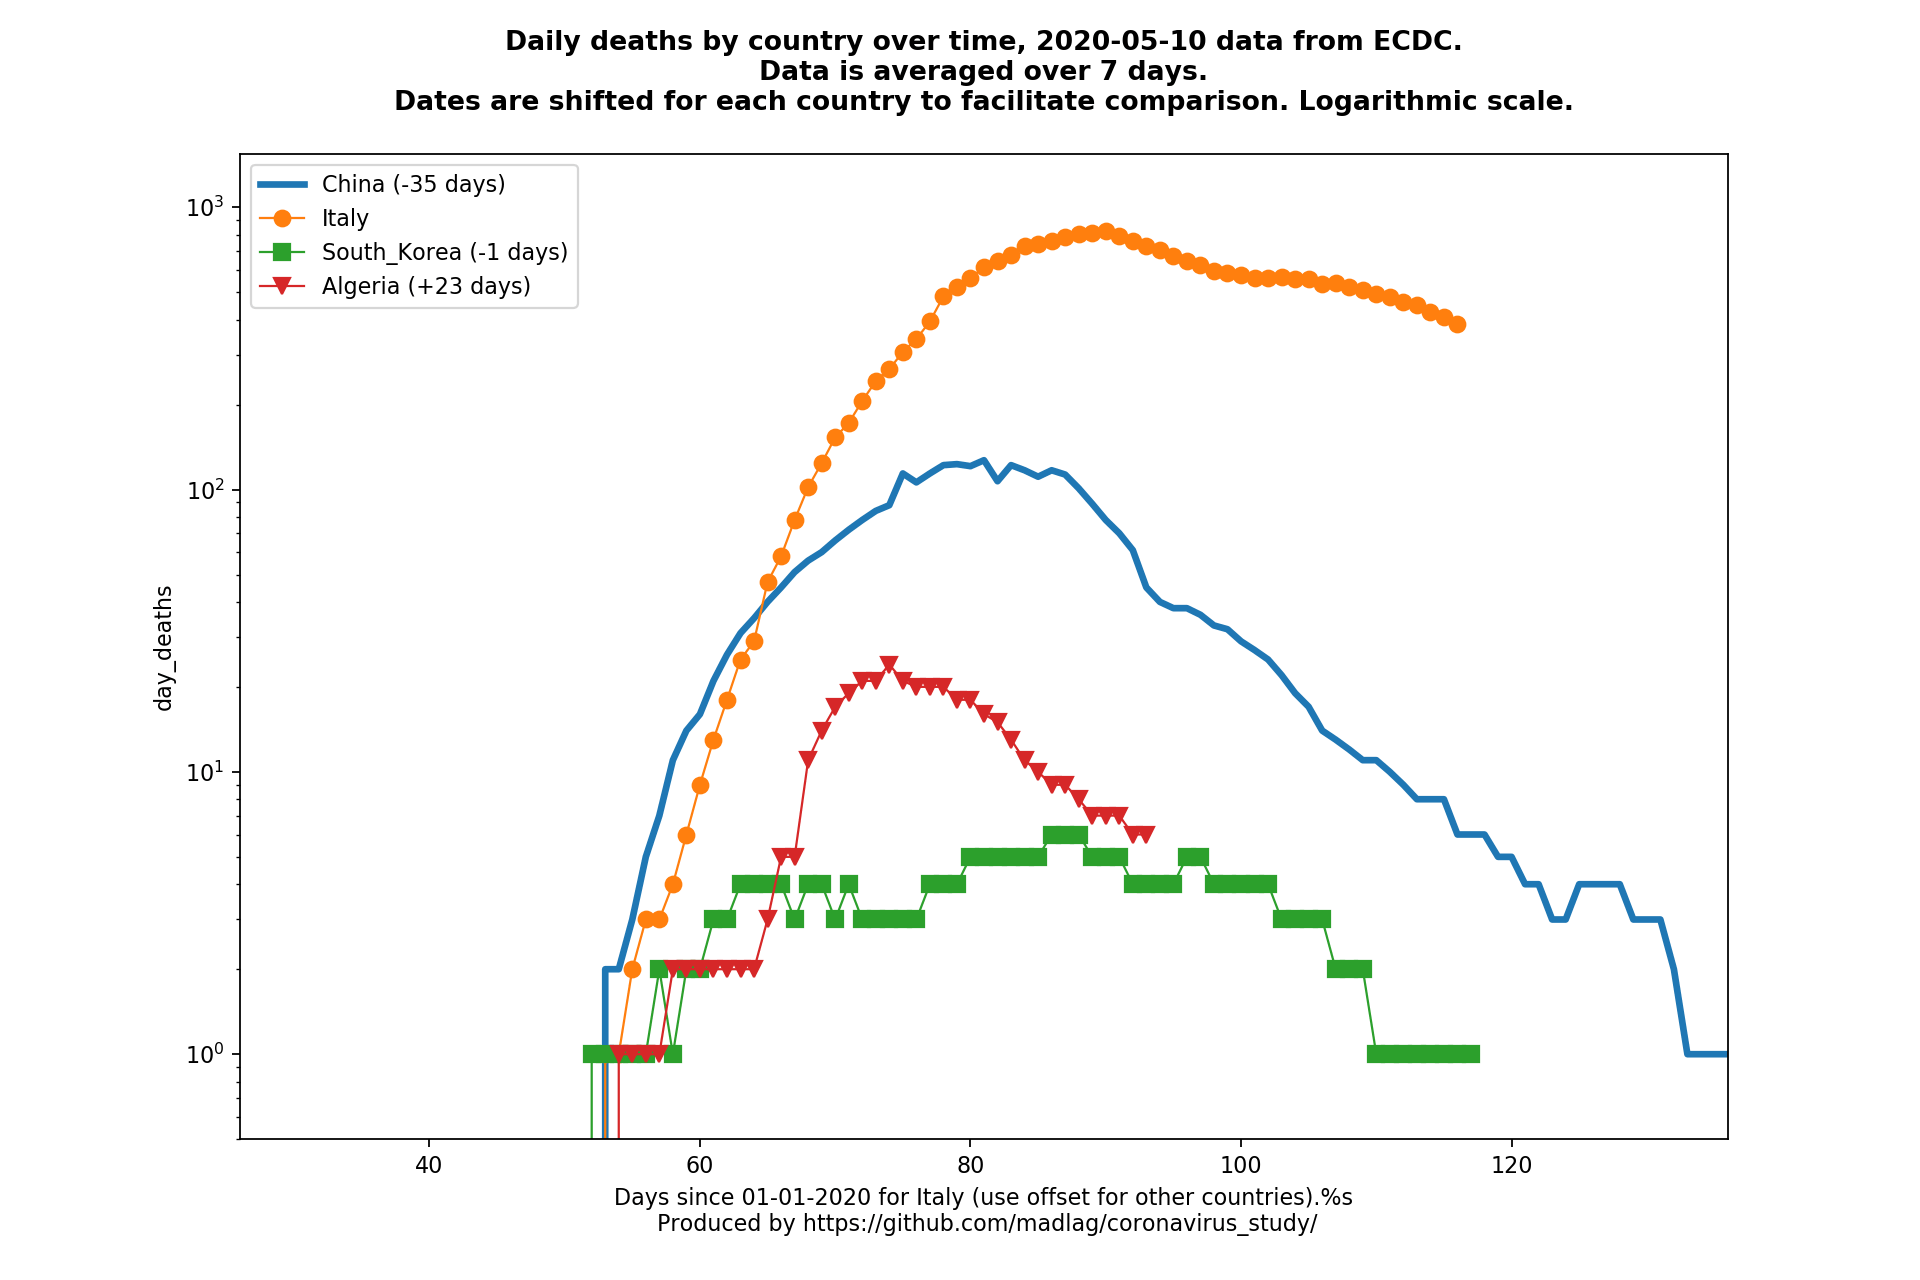 Daily deaths by country over time, 2020-05-10 data from ECDC.
Data is averaged over 7 days.
Dates are shifted for each country to facilitate comparison. Logarithmic scale.
China (-35 days)
Italy
South_Korea (-1 days)
Algeria (+23 days)
10³
10²
10¹
10⁰
day_deaths
40 60 80 100 120
Days since 01-01-2020 for Italy (use offset for other countries).%s
Produced by https://github.com/madlag/coronavirus_study/